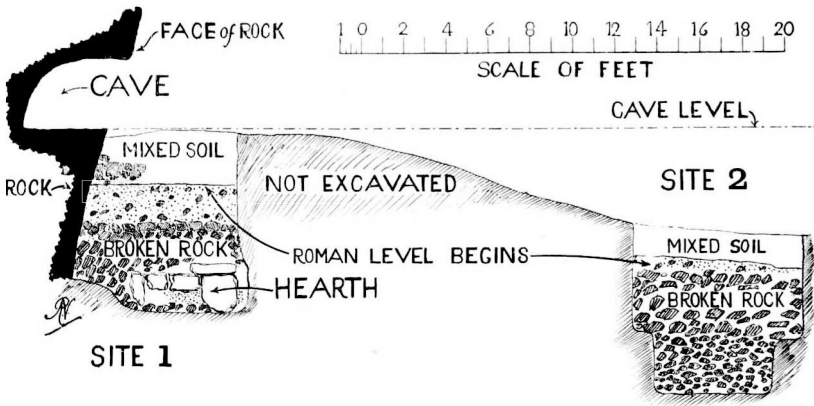 FACE of ROCK
1 0 2 4 6 8 10 12 14 16 18 20
SCALE OF FEET
CAVE
CAVE LEVEL
MIXED SOIL
ROCK
NOT EXCAVATED
SITE 2
BROKEN ROCK
ROMAN LEVEL BEGINS
MIXED SOIL
HEARTH
BROKEN ROCK
SITE 1